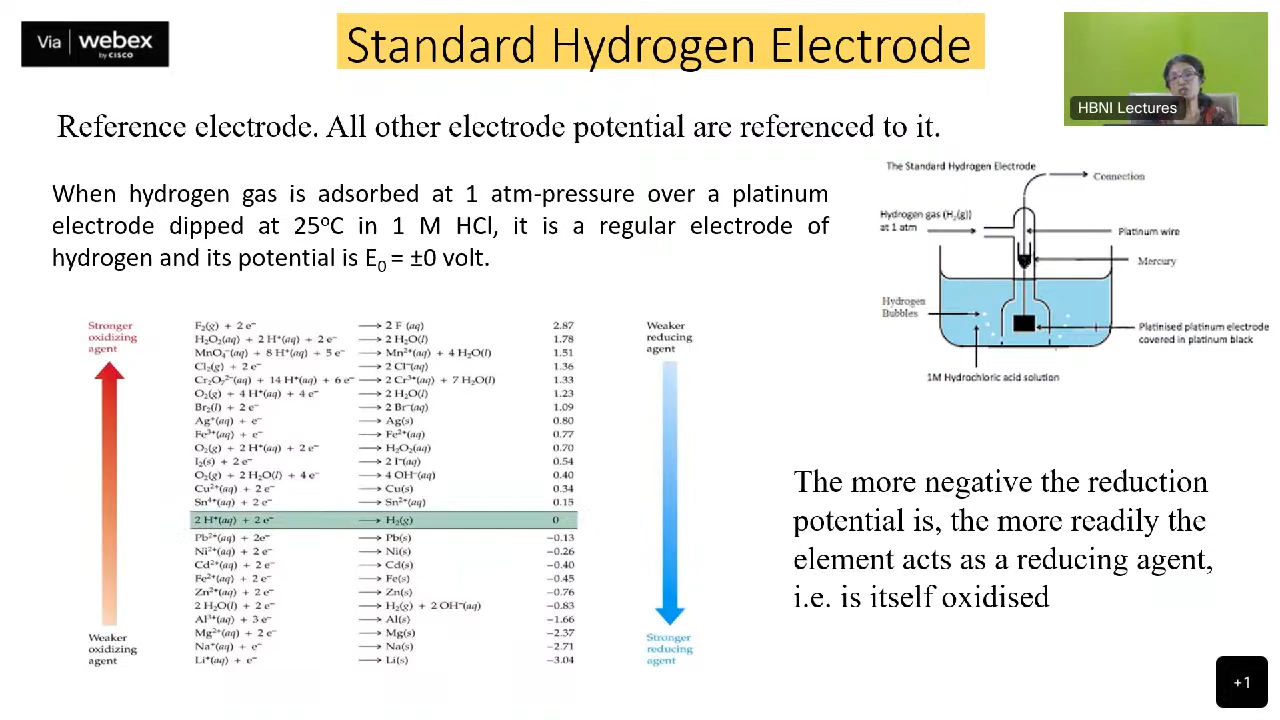 Via webex
by CISCO
Standard Hydrogen Electrode
HBNI Lectures
Reference electrode. All other electrode potential are referenced to it.
When hydrogen gas is adsorbed at 1 atm-pressure over a platinum
electrode dipped at 25°C in 1 M HCl, it is a regular electrode of
hydrogen and its potential is E₀ = ±0 volt.
The Standard Hydrogen Electrode
Connection
Hydrogen gas (H₂(g))
at 1 atm
Platinum wire
Mercury
Hydrogen
Bubbles
Platinised platinum electrode
covered in platinum black
1M Hydrochloric acid solution
Stronger
oxidizing
agent
Weaker
oxidizing
agent
F₂(g) + 2 e⁻ ⟶ 2 F (aq) 2.87
H₂O₂(aq) + 2 H⁺(aq) + 2 e⁻ ⟶ 2 H₂O(l) 1.78
MnO₄⁻(aq) + 8 H⁺(aq) + 5 e⁻ ⟶ Mn²⁺(aq) + 4 H₂O(l) 1.51
Cl₂(g) + 2 e⁻ ⟶ 2 Cl⁻(aq) 1.36
Cr₂O₇²⁻(aq) + 14 H⁺(aq) + 6 e⁻ ⟶ 2 Cr³⁺(aq) + 7 H₂O(l) 1.33
O₂(g) + 4 H⁺(aq) + 4 e⁻ ⟶ 2 H₂O(l) 1.23
Br₂(l) + 2 e⁻ ⟶ 2 Br⁻(aq) 1.09
Ag⁺(aq) + e⁻ ⟶ Ag(s) 0.80
Fe³⁺(aq) + e⁻ ⟶ Fe²⁺(aq) 0.77
O₂(g) + 2 H⁺(aq) + 2 e⁻ ⟶ H₂O₂(aq) 0.70
I₂(s) + 2 e⁻ ⟶ 2 I⁻(aq) 0.54
O₂(g) + 2 H₂O(l) + 4 e⁻ ⟶ 4 OH⁻(aq) 0.40
Cu²⁺(aq) + 2 e⁻ ⟶ Cu(s) 0.34
Sn⁴⁺(aq) + 2 e⁻ ⟶ Sn²⁺(aq) 0.15
2 H⁺(aq) + 2 e⁻ ⟶ H₂(g) 0
Pb²⁺(aq) + 2e⁻ ⟶ Pb(s) −0.13
Ni²⁺(aq) + 2 e⁻ ⟶ Ni(s) −0.26
Cd²⁺(aq) + 2 e⁻ ⟶ Cd(s) −0.40
Fe²⁺(aq) + 2 e⁻ ⟶ Fe(s) −0.45
Zn²⁺(aq) + 2 e⁻ ⟶ Zn(s) −0.76
2 H₂O(l) + 2 e⁻ ⟶ H₂(g) + 2 OH⁻(aq) −0.83
Al³⁺(aq) + 3 e⁻ ⟶ Al(s) −1.66
Mg²⁺(aq) + 2 e⁻ ⟶ Mg(s) −2.37
Na⁺(aq) + e⁻ ⟶ Na(s) −2.71
Li⁺(aq) + e⁻ ⟶ Li(s) −3.04
Weaker
reducing
agent
Stronger
reducing
agent
The more negative the reduction
potential is, the more readily the
element acts as a reducing agent,
i.e. is itself oxidised
+1